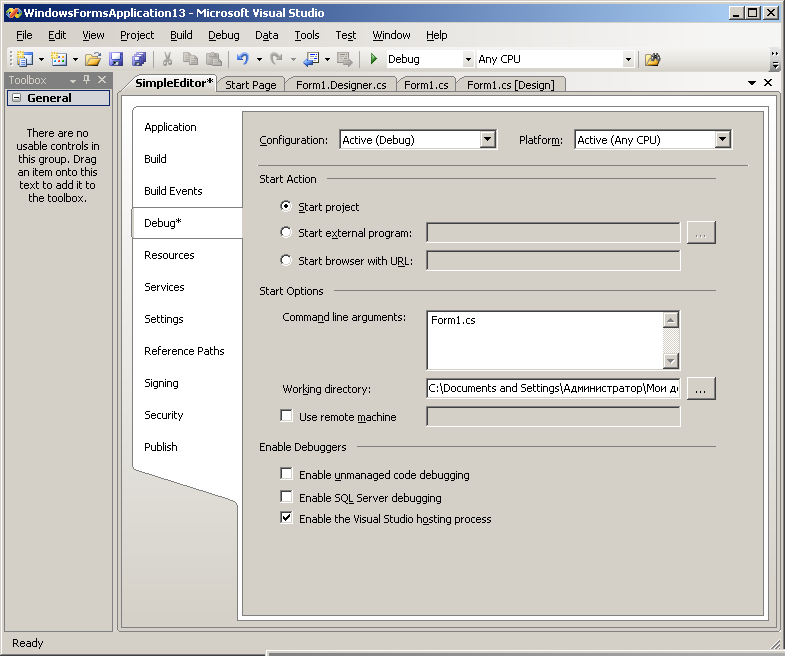 WindowsFormsApplication13 - Microsoft Visual Studio
File Edit View Project Build Debug Data Tools Test Window Help
Debug Any CPU
Toolbox
SimpleEditor* Start Page Form1.Designer.cs Form1.cs Form1.cs [Design]
General
There are no
usable controls in
this group. Drag
an item onto this
text to add it to
the toolbox.
Application
Build
Build Events
Debug*
Resources
Services
Settings
Reference Paths
Signing
Security
Publish
Configuration: Active (Debug) Platform: Active (Any CPU)
Start Action
Start project
Start external program: ...
Start browser with URL:
Start Options
Command line arguments: Form1.cs
Working directory: C:\Documents and Settings\Администратор\Мои ...
Use remote machine
Enable Debuggers
Enable unmanaged code debugging
Enable SQL Server debugging
Enable the Visual Studio hosting process
Ready